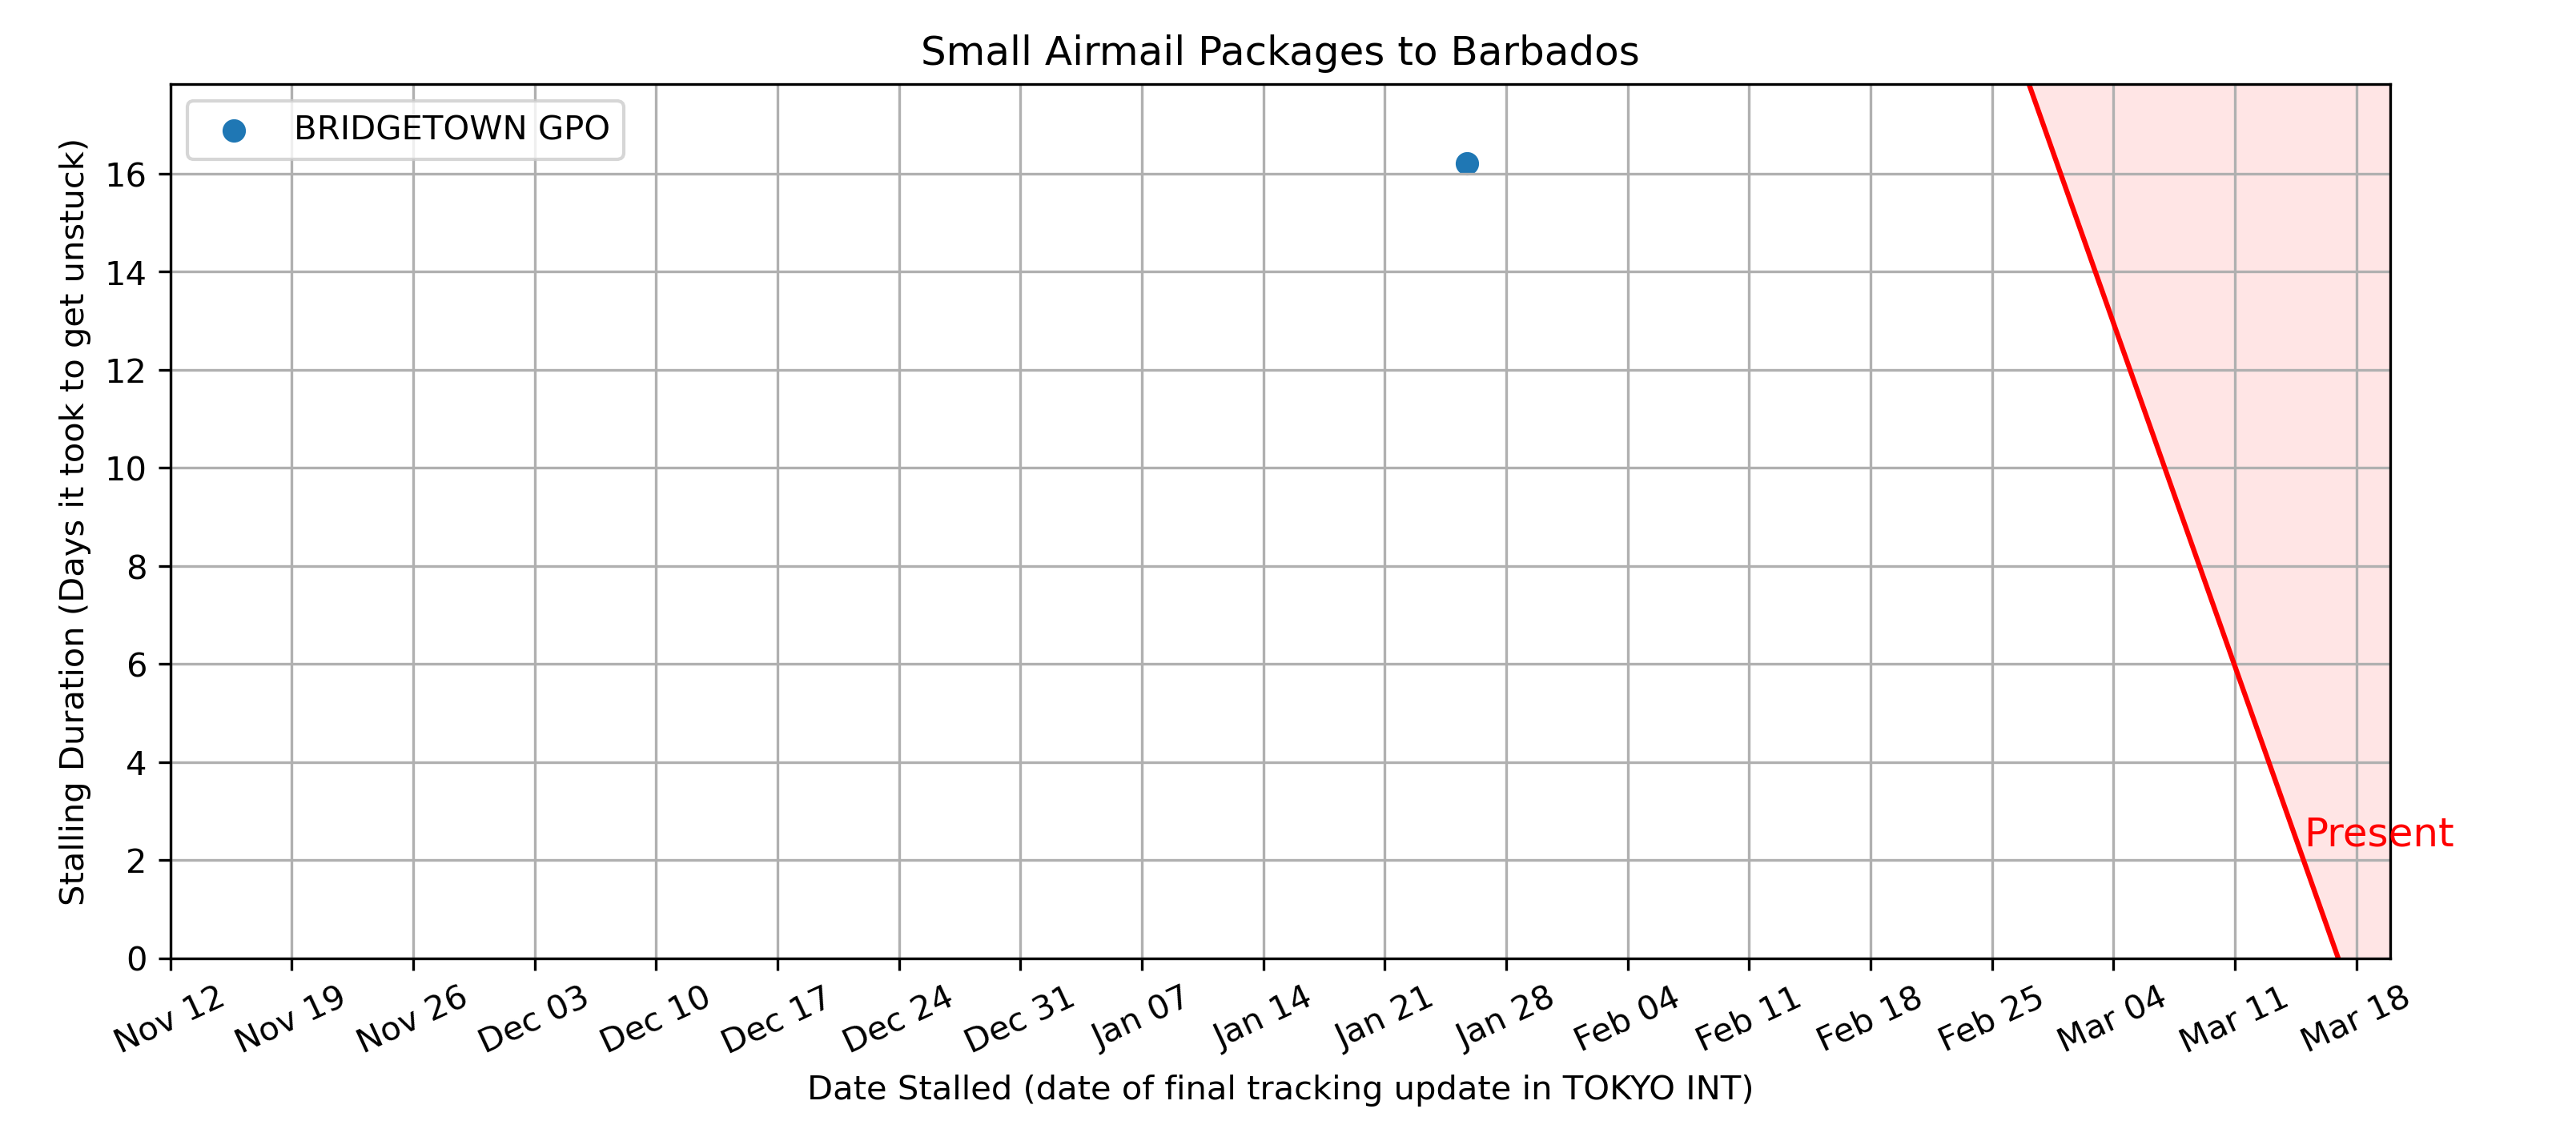 Small Airmail Packages to Barbados
BRIDGETOWN GPO
Stalling Duration (Days it took to get unstuck)
16
14
12
10
8
6
4
2
0
Present
Nov 12
Nov 19
Nov 26
Dec 03
Dec 10
Dec 17
Dec 24
Dec 31
Jan 07
Jan 14
Jan 21
Jan 28
Feb 04
Feb 11
Feb 18
Feb 25
Mar 04
Mar 11
Mar 18
Date Stalled (date of final tracking update in TOKYO INT)